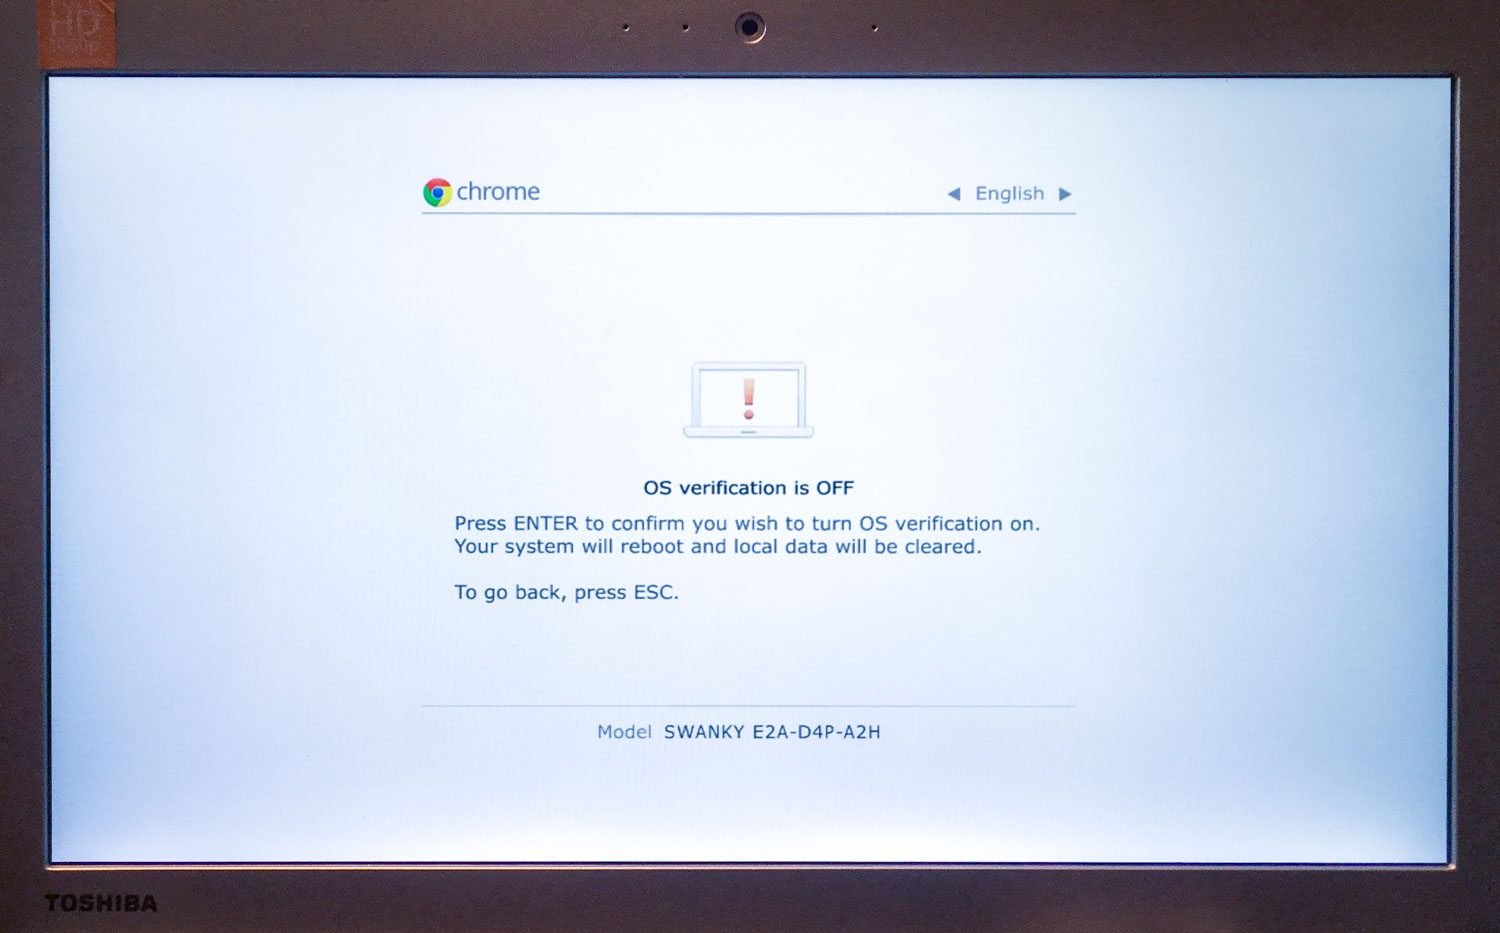 HD
1080p
chrome
◀ English ▶
OS verification is OFF
Press ENTER to confirm you wish to turn OS verification on.
Your system will reboot and local data will be cleared.
To go back, press ESC.
Model SWANKY E2A-D4P-A2H
TOSHIBA